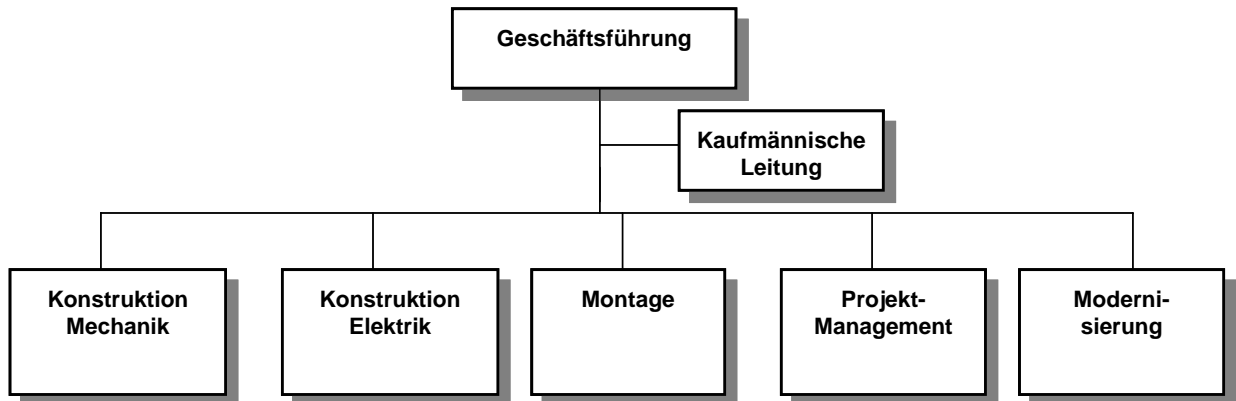 Geschäftsführung
Kaufmännische
Leitung
Konstruktion
Mechanik
Konstruktion
Elektrik
Montage
Projekt-
Management
Moderni-
sierung